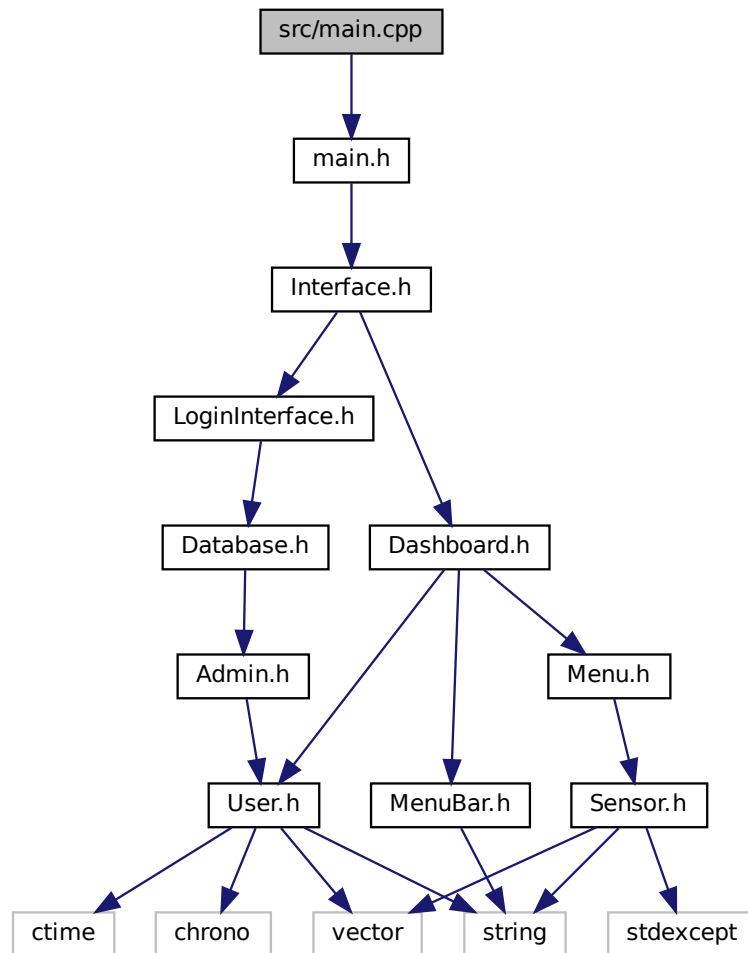 src/main.cpp
main.h
Interface.h
LoginInterface.h
Database.h
Dashboard.h
Admin.h
Menu.h
User.h
MenuBar.h
Sensor.h
ctime
chrono
vector
string
stdexcept